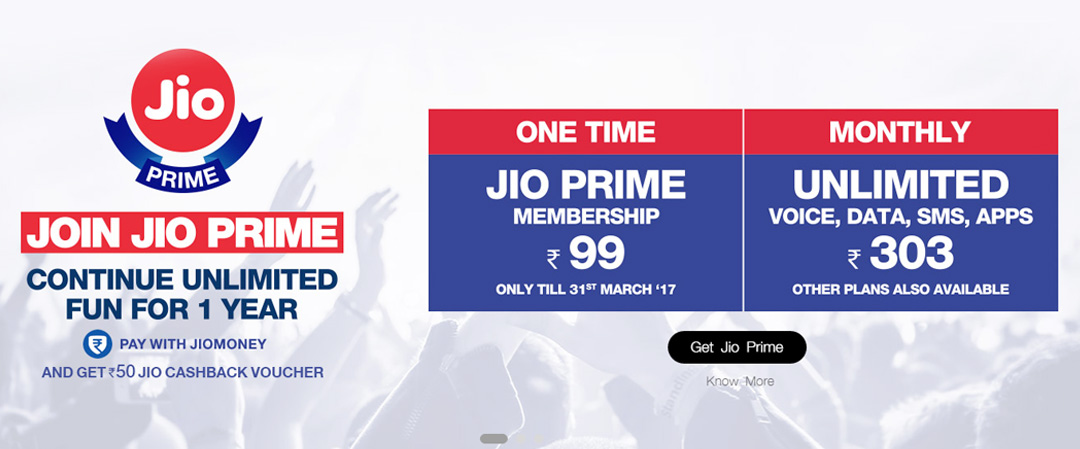 Jio
PRIME
JOIN JIO PRIME
CONTINUE UNLIMITED
FUN FOR 1 YEAR
₹ PAY WITH JIOMONEY
AND GET ₹50 JIO CASHBACK VOUCHER
ONE TIME
JIO PRIME
MEMBERSHIP
₹ 99
ONLY TILL 31ST MARCH ‘17
MONTHLY
UNLIMITED
VOICE, DATA, SMS, APPS
₹ 303
OTHER PLANS ALSO AVAILABLE
Get Jio Prime
Know More